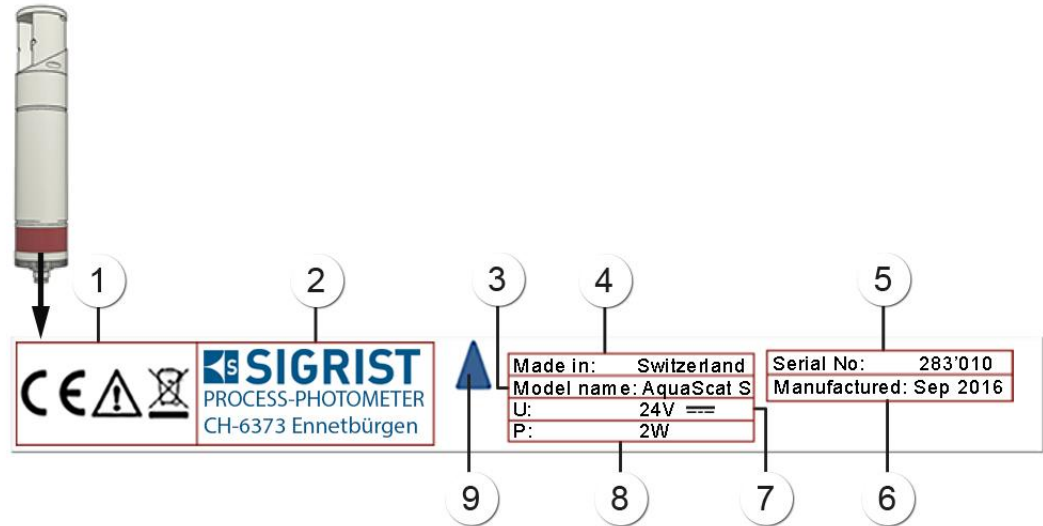 1
2
3
4
5
CE
SIGRIST
PROCESS-PHOTOMETER
CH-6373 Ennetbürgen
Made in: Switzerland
Model name: AquaScat S
U: 24V
P: 2W
Serial No: 283'010
Manufactured: Sep 2016
9
8
7
6